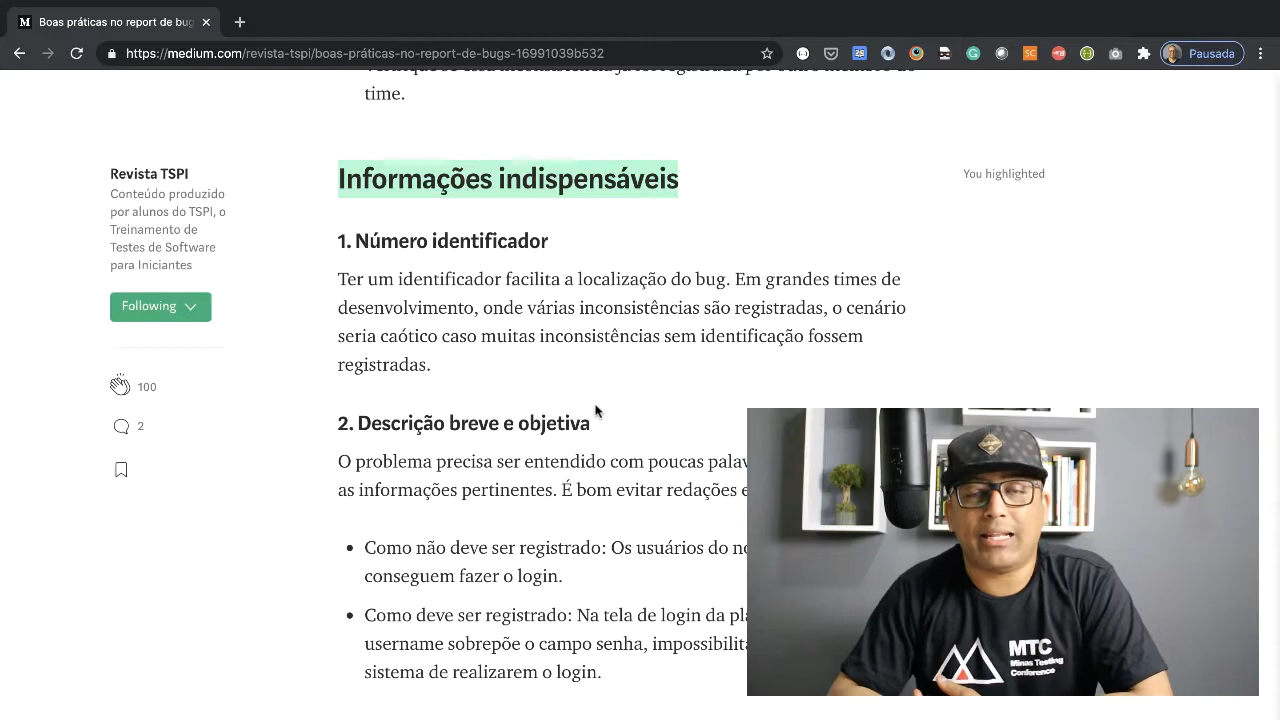 Boas práticas no report de bug
https://medium.com/revista-tspi/boas-práticas-no-report-de-bugs-16991039b532
Pausada
time.
Revista TSPI
Conteúdo produzido
por alunos do TSPI, o
Treinamento de
Testes de Software
para Iniciantes
Following
100
2
Informações indispensáveis
You highlighted
1. Número identificador
Ter um identificador facilita a localização do bug. Em grandes times de
desenvolvimento, onde várias inconsistências são registradas, o cenário
seria caótico caso muitas inconsistências sem identificação fossem
registradas.
2. Descrição breve e objetiva
O problema precisa ser entendido com poucas palav
as informações pertinentes. É bom evitar redações e
Como não deve ser registrado: Os usuários do no
conseguem fazer o login.
Como deve ser registrado: Na tela de login da pla
username sobrepõe o campo senha, impossibilita
sistema de realizarem o login.
MTC
Minas Testing
Conference